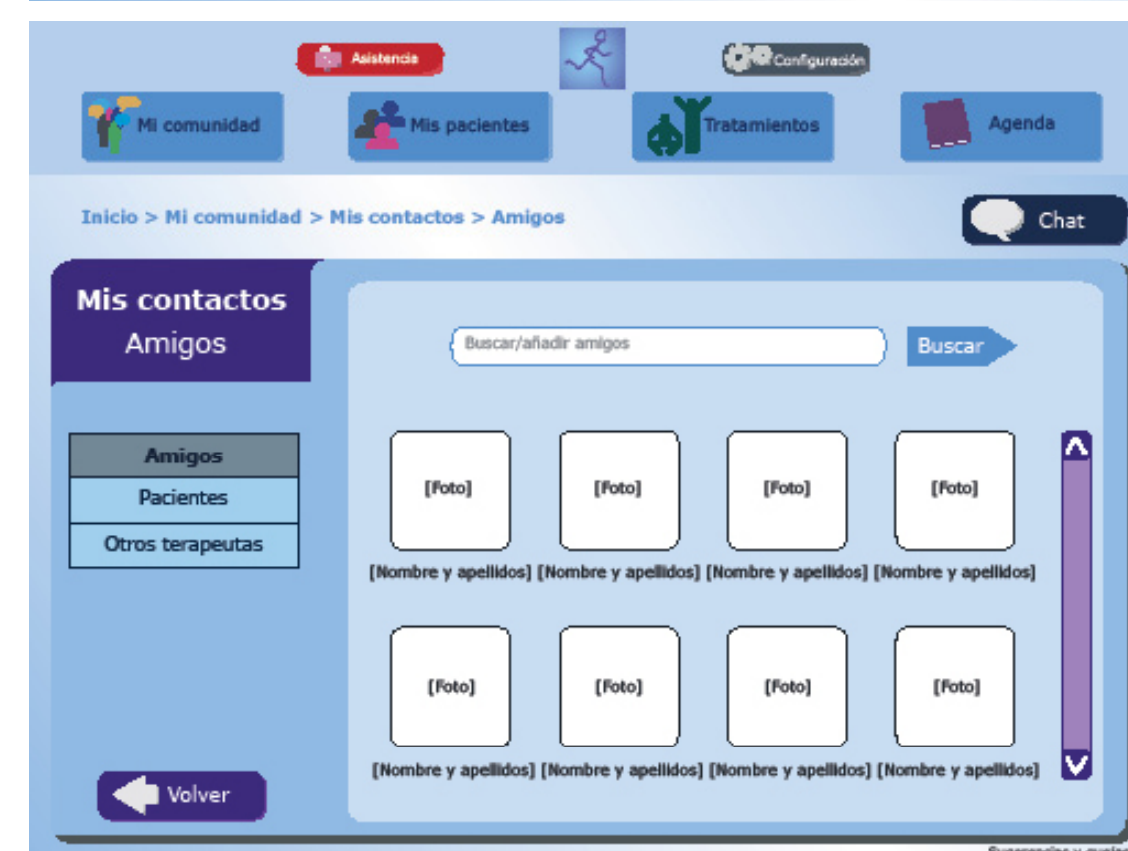 Asistencia
Configuración
Mi comunidad
Mis pacientes
Tratamientos
Agenda
Inicio > Mi comunidad > Mis contactos > Amigos
Chat
Mis contactos
Amigos
Buscar/añadir amigos
Buscar
Amigos
Pacientes
Otros terapeutas
[Foto] [Foto] [Foto] [Foto]
[Nombre y apellidos] [Nombre y apellidos] [Nombre y apellidos] [Nombre y apellidos]
[Foto] [Foto] [Foto] [Foto]
[Nombre y apellidos] [Nombre y apellidos] [Nombre y apellidos] [Nombre y apellidos]
Volver